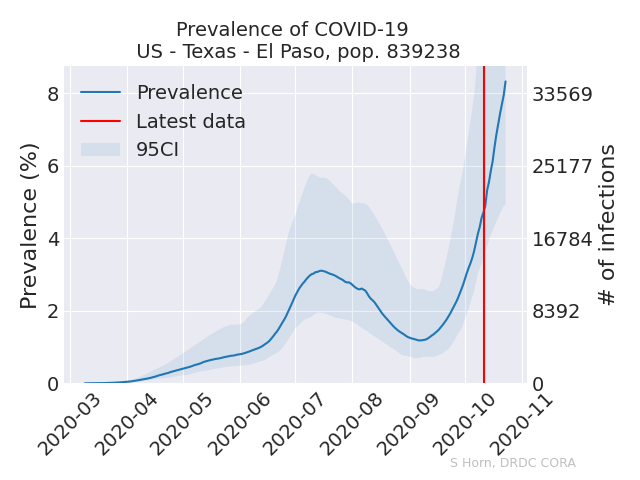 Prevalence of COVID-19
US - Texas - El Paso, pop. 839238
Prevalence
Latest data
95CI
Prevalence (%)
8
6
4
2
0
33569
25177
16784
8392
0
# of infections
2020-03
2020-04
2020-05
2020-06
2020-07
2020-08
2020-09
2020-10
2020-11
S Horn, DRDC CORA